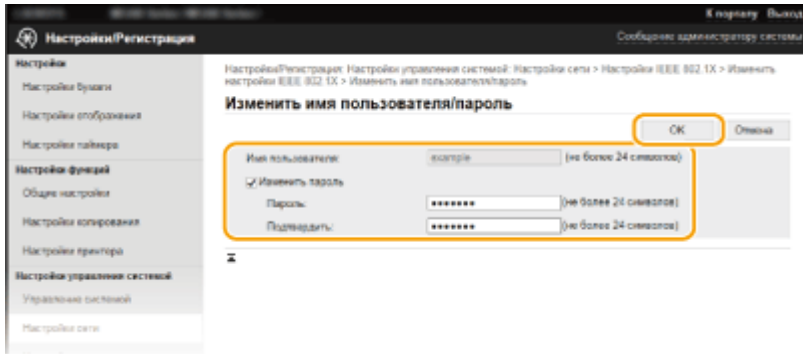 К порталу Выход
Настройки/Регистрация
Сообщение администратору системы
Настройки
Настройки бумаги
Настройки отображения
Настройки таймера
Настройки функций
Общие настройки
Настройки копирования
Настройки принтера
Настройки управления системой
Управление системой
Настройки сети
Настройки/Регистрация: Настройки управления системой: Настройки сети > Настройки IEEE 802.1X > Изменить
настройки IEEE 802.1X > Изменить имя пользователя/пароль
Изменить имя пользователя/пароль
OK Отмена
Имя пользователя: example (не более 24 символов)
Изменить пароль
Пароль: ••••••• (не более 24 символов)
Подтвердить: ••••••• (не более 24 символов)